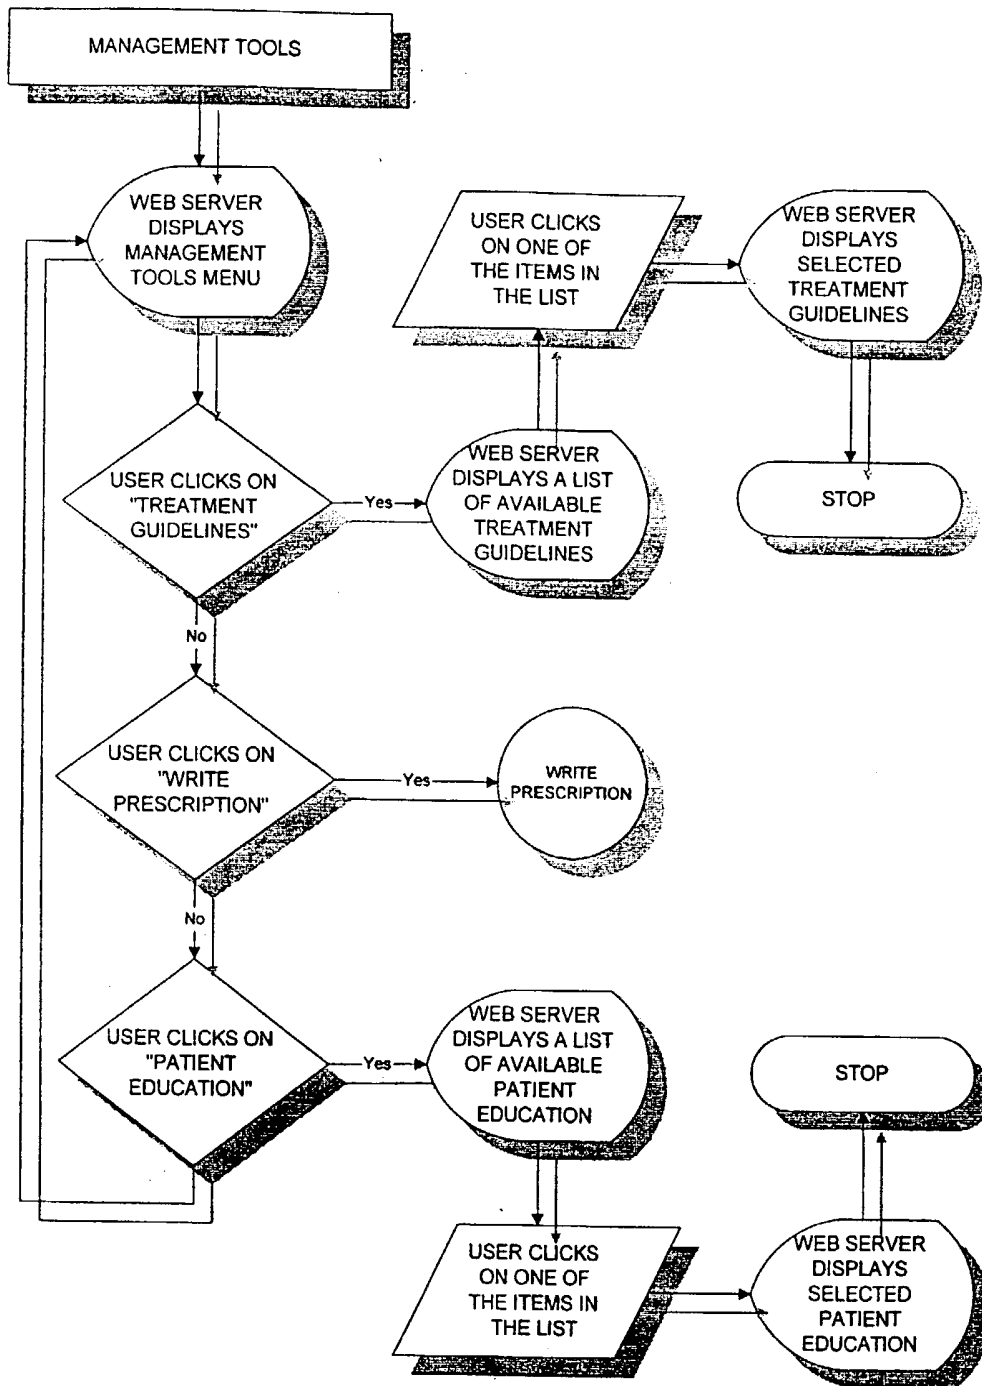 MANAGEMENT TOOLS
WEB SERVER
DISPLAYS
MANAGEMENT
TOOLS MENU
USER CLICKS
ON ONE OF
THE ITEMS IN
THE LIST
WEB SERVER
DISPLAYS
SELECTED
TREATMENT
GUIDELINES
USER CLICKS ON
"TREATMENT
GUIDELINES"
Yes
WEB SERVER
DISPLAYS A LIST
OF AVAILABLE
TREATMENT
GUIDELINES
STOP
No
USER CLICKS ON
"WRITE
PRESCRIPTION"
Yes
WRITE
PRESCRIPTION
No
USER CLICKS ON
"PATIENT
EDUCATION"
Yes
WEB SERVER
DISPLAYS A LIST
OF AVAILABLE
PATIENT
EDUCATION
STOP
USER CLICKS
ON ONE OF
THE ITEMS IN
THE LIST
WEB SERVER
DISPLAYS
SELECTED
PATIENT
EDUCATION